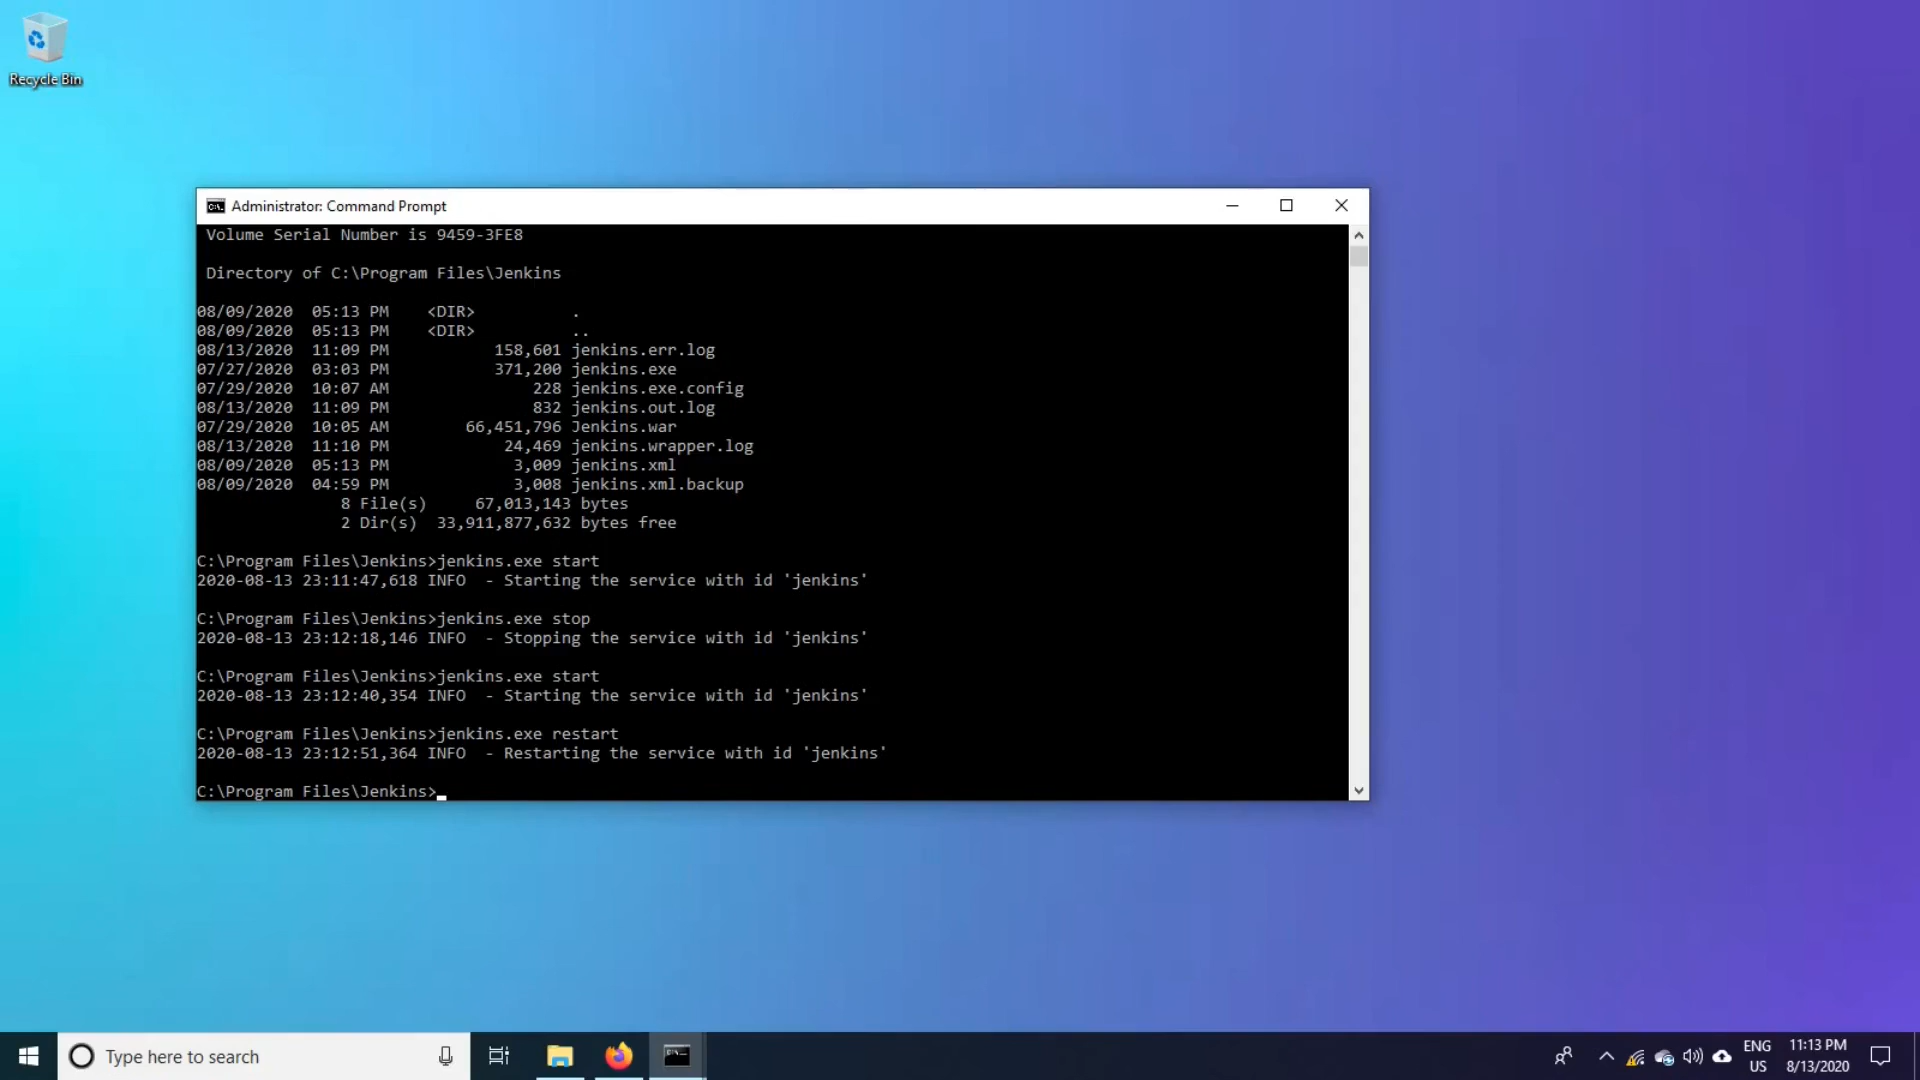 Recycle Bin
Administrator: Command Prompt
Volume Serial Number is 9459-3FE8
Directory of C:\Program Files\Jenkins
08/09/2020  05:13 PM    <DIR>          .
08/09/2020  05:13 PM    <DIR>          ..
08/13/2020  11:09 PM           158,601 jenkins.err.log
07/27/2020  03:03 PM           371,200 jenkins.exe
07/29/2020  10:07 AM               228 jenkins.exe.config
08/13/2020  11:09 PM               832 jenkins.out.log
07/29/2020  10:05 AM        66,451,796 Jenkins.war
08/13/2020  11:10 PM            24,469 jenkins.wrapper.log
08/09/2020  05:13 PM             3,009 jenkins.xml
08/09/2020  04:59 PM             3,008 jenkins.xml.backup
8 File(s)     67,013,143 bytes
2 Dir(s)  33,911,877,632 bytes free
C:\Program Files\Jenkins>jenkins.exe start
2020-08-13 23:11:47,618 INFO  - Starting the service with id 'jenkins'
C:\Program Files\Jenkins>jenkins.exe stop
2020-08-13 23:12:18,146 INFO  - Stopping the service with id 'jenkins'
C:\Program Files\Jenkins>jenkins.exe start
2020-08-13 23:12:40,354 INFO  - Starting the service with id 'jenkins'
C:\Program Files\Jenkins>jenkins.exe restart
2020-08-13 23:12:51,364 INFO  - Restarting the service with id 'jenkins'
C:\Program Files\Jenkins>
Type here to search
ENG
US
11:13 PM
8/13/2020